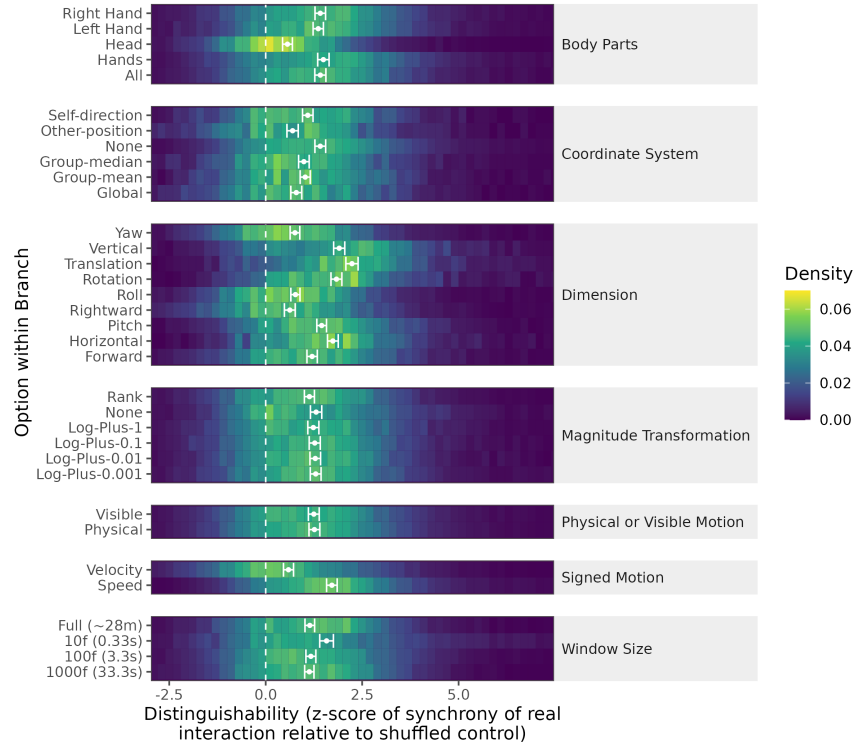 Option within Branch
Right Hand
Left Hand
Head
Hands
All
Body Parts
Self-direction
Other-position
None
Group-median
Group-mean
Global
Coordinate System
Yaw
Vertical
Translation
Rotation
Roll
Rightward
Pitch
Horizontal
Forward
Dimension
Rank
None
Log-Plus-1
Log-Plus-0.1
Log-Plus-0.01
Log-Plus-0.001
Magnitude Transformation
Visible
Physical
Physical or Visible Motion
Velocity
Speed
Signed Motion
Full (~28m)
10f (0.33s)
100f (3.3s)
1000f (33.3s)
Window Size
-2.5 0.0 2.5 5.0
Distinguishability (z-score of synchrony of real
interaction relative to shuffled control)
Density
0.06
0.04
0.02
0.00